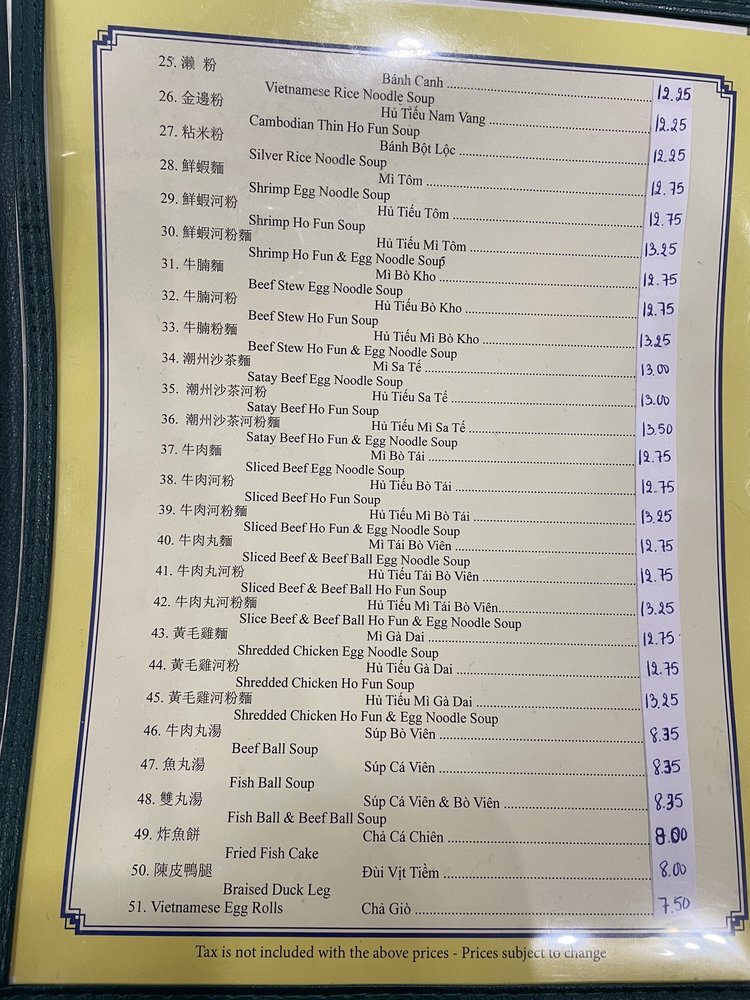 25. 濑 粉
Bánh Canh ........ 12.25
Vietnamese Rice Noodle Soup
26. 金邊粉
Hủ Tiếu Nam Vang ........ 12.25
Cambodian Thin Ho Fun Soup
27. 粘米粉
Bánh Bột Lộc ........ 12.25
Silver Rice Noodle Soup
28. 鮮蝦麵
Mì Tôm ........ 12.75
Shrimp Egg Noodle Soup
29. 鮮蝦河粉
Hủ Tiếu Tôm ........ 12.75
Shrimp Ho Fun Soup
30. 鮮蝦河粉麵
Hủ Tiếu Mì Tôm ........ 13.25
Shrimp Ho Fun & Egg Noodle Soup
31. 牛腩麵
Mì Bò Kho ........ 12.75
Beef Stew Egg Noodle Soup
32. 牛腩河粉
Hủ Tiếu Bò Kho ........ 12.75
Beef Stew Ho Fun Soup
33. 牛腩粉麵
Hủ Tiếu Mì Bò Kho ........ 13.25
Beef Stew Ho Fun & Egg Noodle Soup
34. 潮州沙茶麵
Mì Sa Tế ........ 13.00
Satay Beef Egg Noodle Soup
35. 潮州沙茶河粉
Hủ Tiếu Sa Tế ........ 13.00
Satay Beef Ho Fun Soup
36. 潮州沙茶河粉麵
Hủ Tiếu Mì Sa Tế ........ 13.50
Satay Beef Ho Fun & Egg Noodle Soup
37. 牛肉麵
Mì Bò Tái ........ 12.75
Sliced Beef Egg Noodle Soup
38. 牛肉河粉
Hủ Tiếu Bò Tái ........ 12.75
Sliced Beef Ho Fun Soup
39. 牛肉河粉麵
Hủ Tiếu Mì Bò Tái ........ 13.25
Sliced Beef Ho Fun & Egg Noodle Soup
40. 牛肉丸麵
Mì Tái Bò Viên ........ 12.75
Sliced Beef & Beef Ball Egg Noodle Soup
41. 牛肉丸河粉
Hủ Tiếu Tái Bò Viên ........ 12.75
Sliced Beef & Beef Ball Ho Fun Soup
42. 牛肉丸河粉麵
Hủ Tiếu Mì Tái Bò Viên ........ 13.25
Slice Beef & Beef Ball Ho Fun & Egg Noodle Soup
43. 黃毛雞麵
Mì Gà Dai ........ 12.75
Shredded Chicken Egg Noodle Soup
44. 黃毛雞河粉
Hủ Tiếu Gà Dai ........ 12.75
Shredded Chicken Ho Fun Soup
45. 黃毛雞河粉麵
Hủ Tiếu Mì Gà Dai ........ 13.25
Shredded Chicken Ho Fun & Egg Noodle Soup
46. 牛肉丸湯
Súp Bò Viên ........ 8.35
Beef Ball Soup
47. 魚丸湯
Súp Cá Viên ........ 8.35
Fish Ball Soup
48. 雙丸湯
Súp Cá Viên & Bò Viên ........ 8.35
Fish Ball & Beef Ball Soup
49. 炸魚餅
Chả Cá Chiên ........ 8.00
Fried Fish Cake
50. 陳皮鴨腿
Đùi Vịt Tiềm ........ 8.00
Braised Duck Leg
51. Vietnamese Egg Rolls Chả Giò ........ 7.50
Tax is not included with the above prices - Prices subject to change